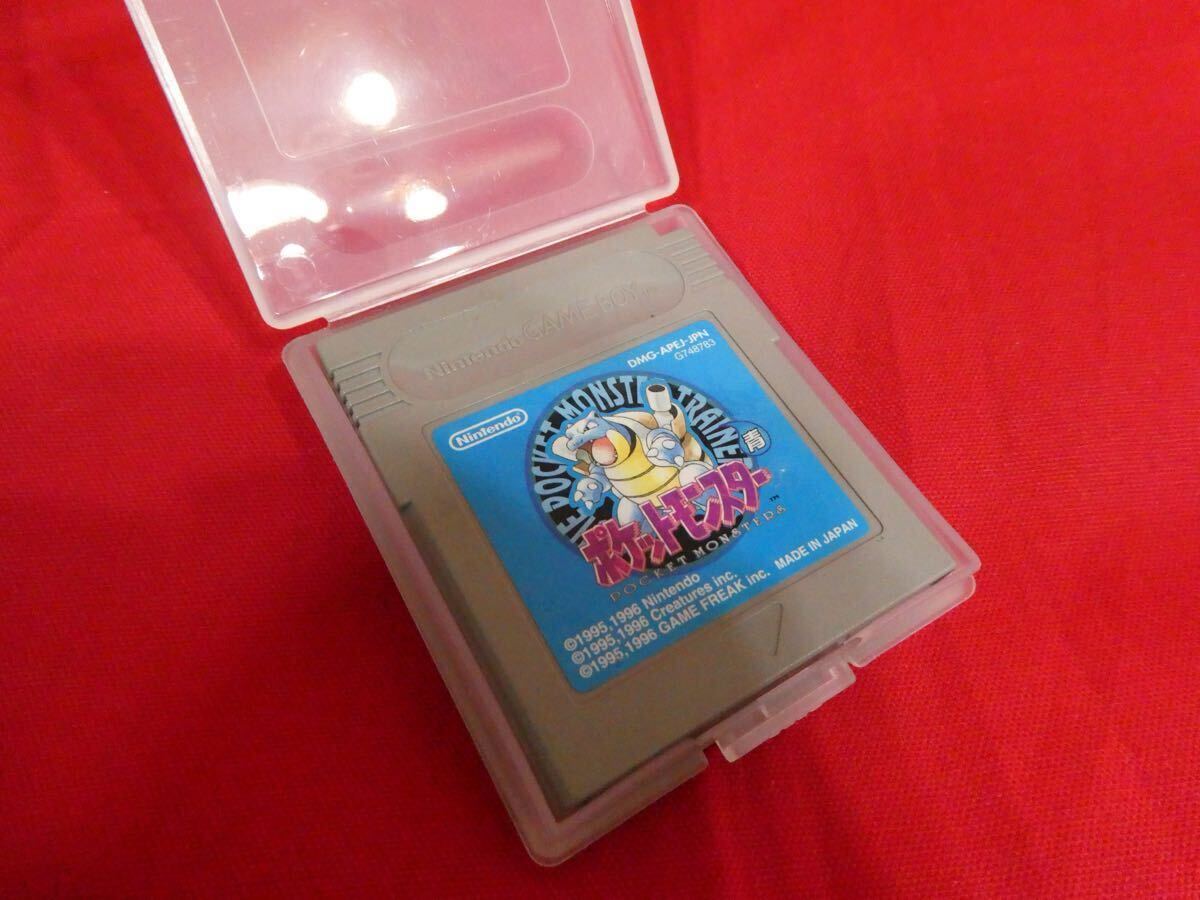 Nintendo GAME BOY
DMG-APEJ-JPN
G748783
Nintendo
POCKET MONSTER TRAINER
青
ポケットモンスター
TM
POCKET MONSTERS
©1995,1996 Nintendo
©1995,1996 Creatures inc.
©1995,1996 GAME FREAK inc.
MADE IN JAPAN